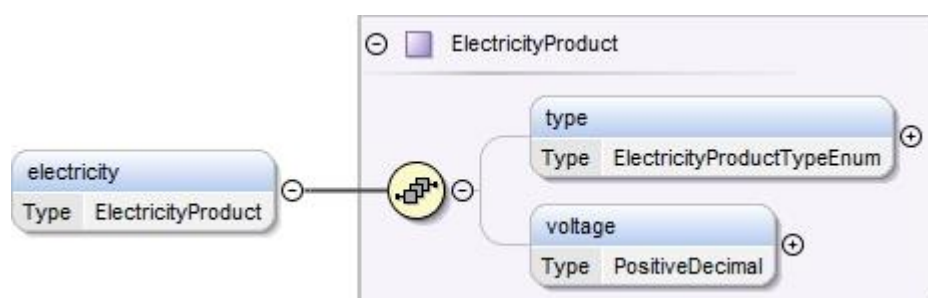 ElectricityProduct
type
Type ElectricityProductTypeEnum
electricity
Type ElectricityProduct
voltage
Type PositiveDecimal